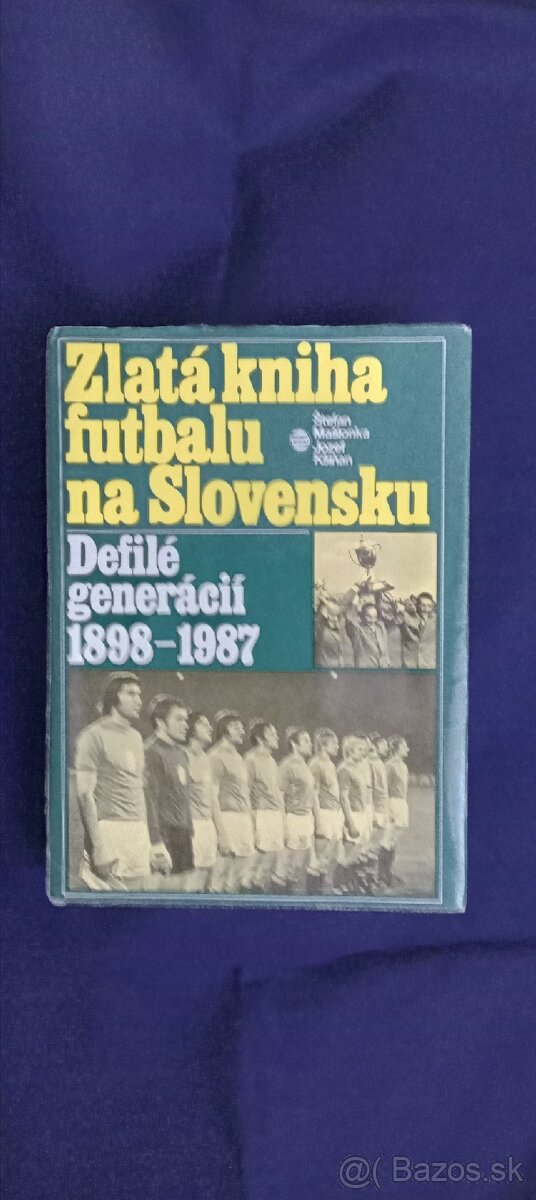 Zlatá kniha
futbalu
na Slovensku
Štefan
Mašlonka
Jozef
Kšiňan
Defilé
generácií
1898–1987
@( Bazos.sk